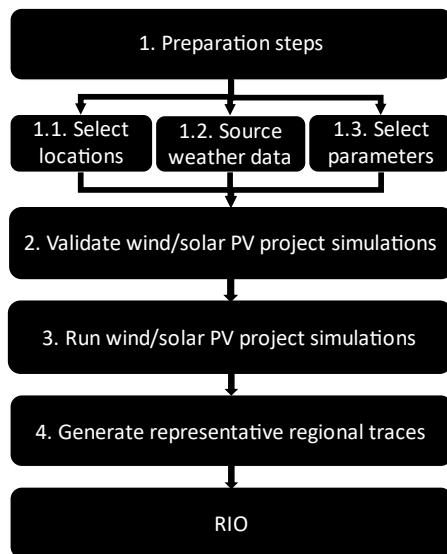 1. Preparation steps
1.1. Select
locations
1.2. Source
weather data
1.3. Select
parameters
2. Validate wind/solar PV project simulations
3. Run wind/solar PV project simulations
4. Generate representative regional traces
RIO